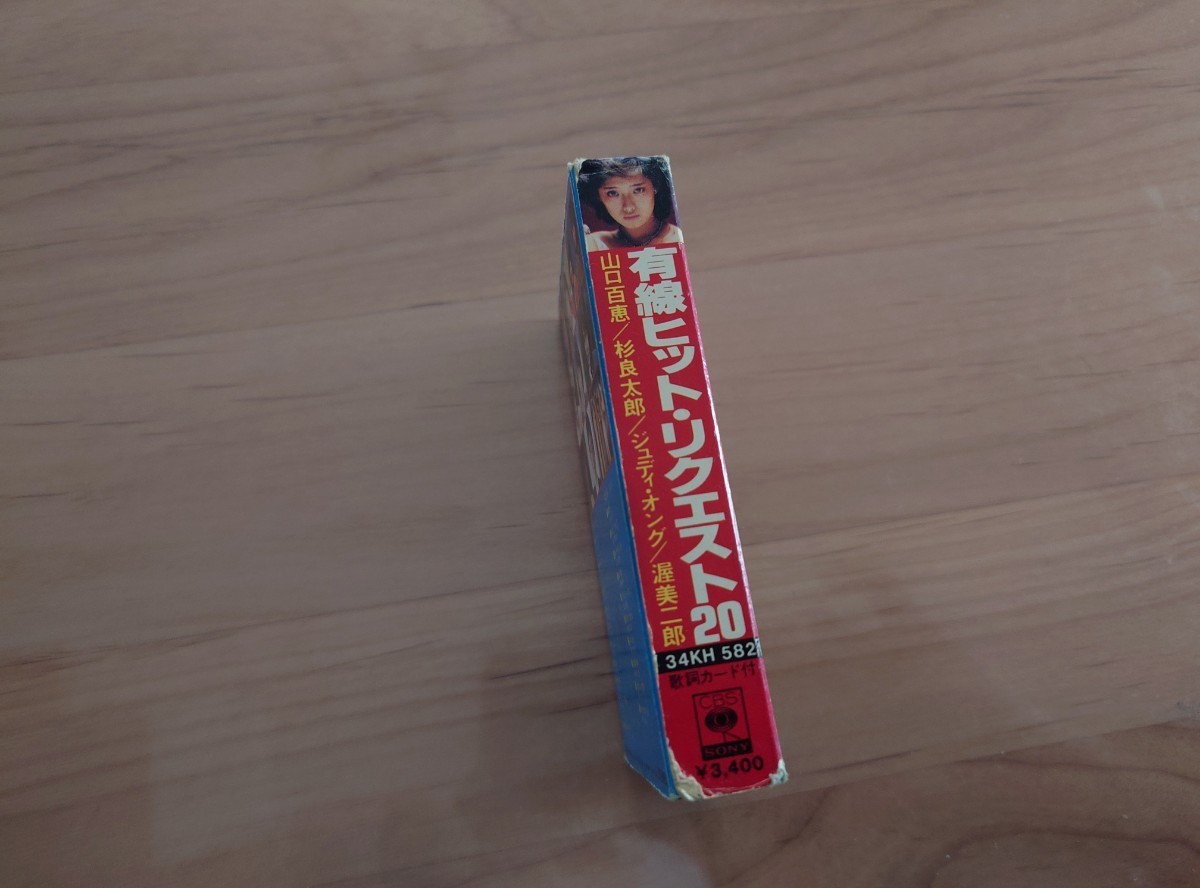 有線ヒット・リクエスト20
山口百恵/杉良太郎/ジュディ・オング/渥美二郎
34KH 582
歌詞カード付
CBS
SONY
¥3,400